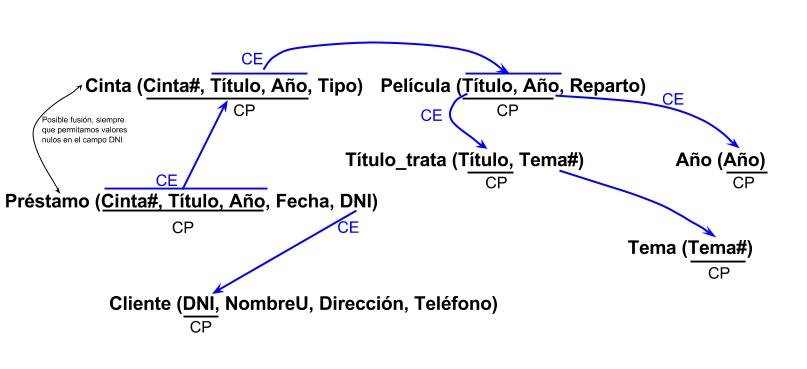 CE
Cinta (Cinta#, Título, Año, Tipo)
Película (Título, Año, Reparto)
CP
CP
CE
CE
Posible fusión, siempre
que permitamos valores
nulos en el campo DNI
Título_trata (Título, Tema#)
Año (Año)
CP
CP
CE
Préstamo (Cinta#, Título, Año, Fecha, DNI)
CP
CE
Tema (Tema#)
CP
Cliente (DNI, NombreU, Dirección, Teléfono)
CP